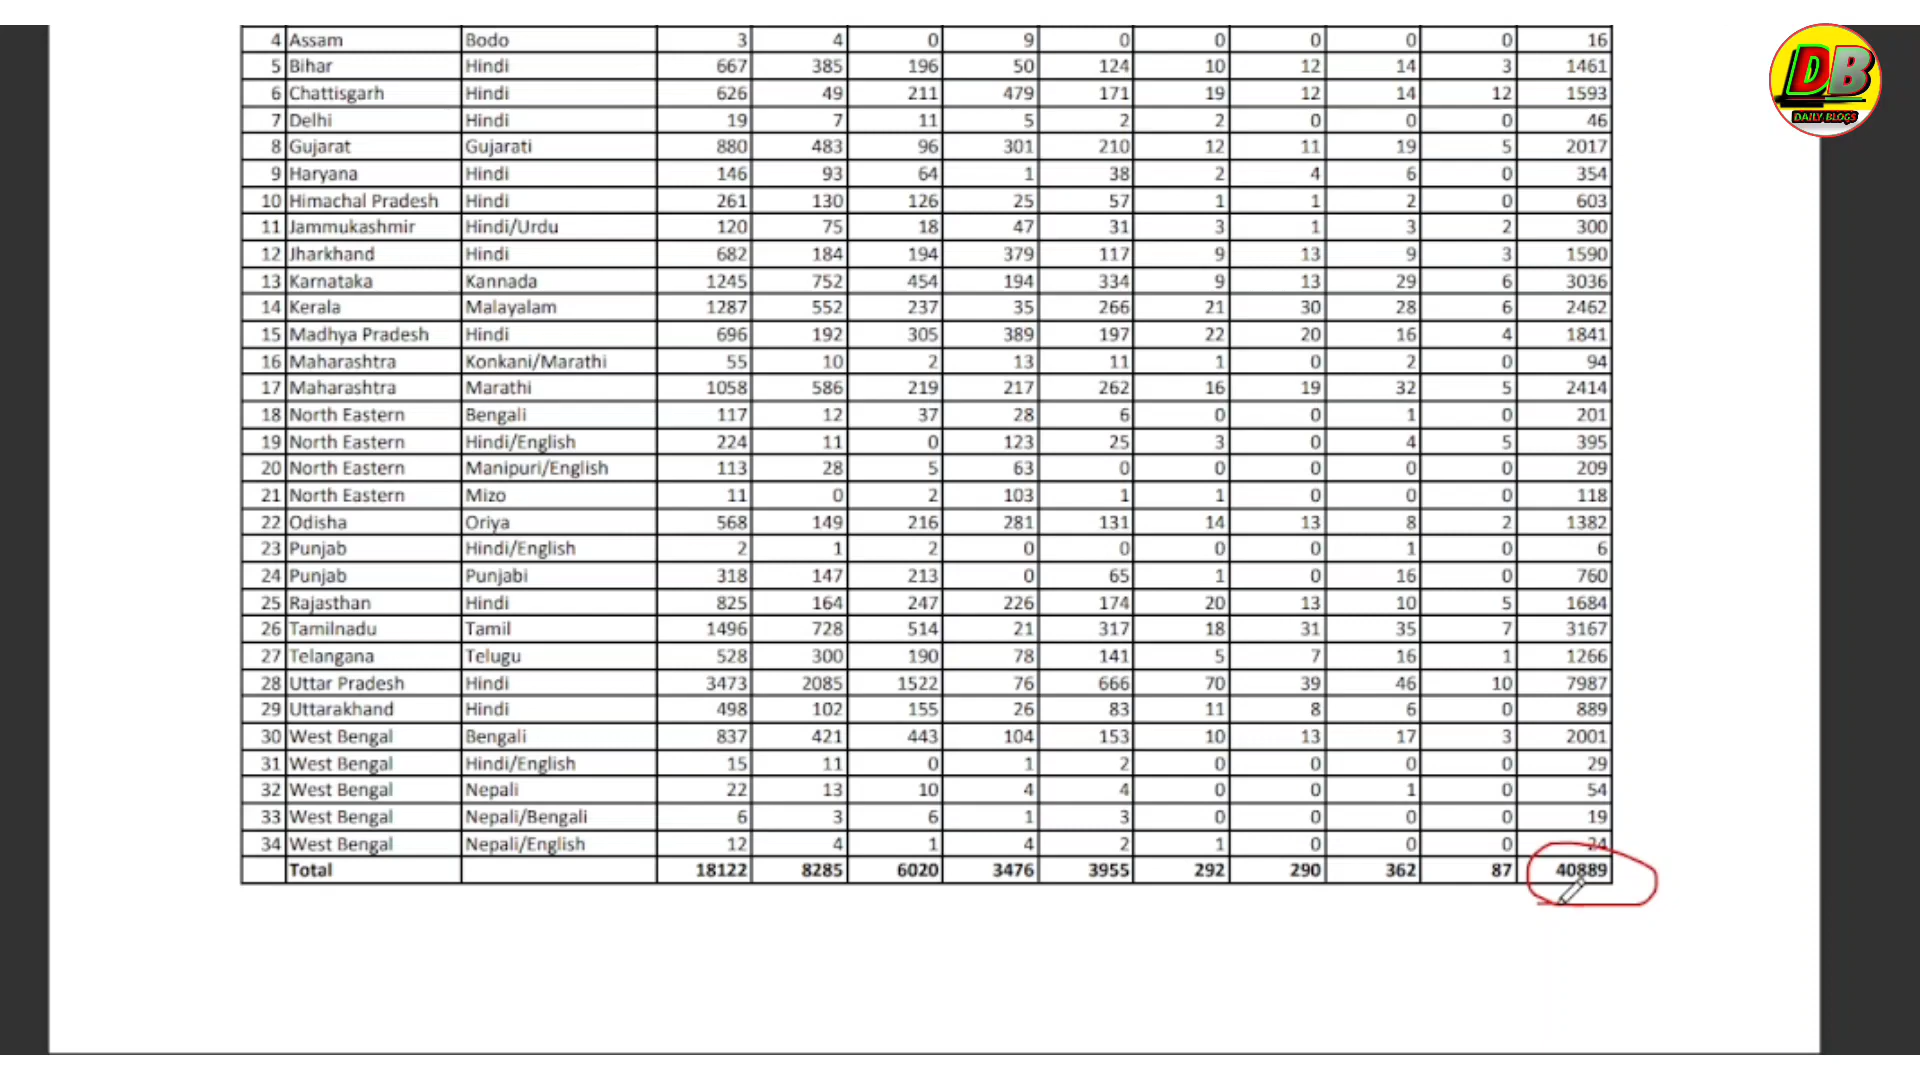 4 Assam Bodo 3 4 0 9 0 0 0 0 0 16
5 Bihar Hindi 667 385 196 50 124 10 12 14 3 1461
6 Chattisgarh Hindi 626 49 211 479 171 19 12 14 12 1593
7 Delhi Hindi 19 7 11 5 2 2 0 0 0 46
8 Gujarat Gujarati 880 483 96 301 210 12 11 19 5 2017
9 Haryana Hindi 146 93 64 1 38 2 4 6 0 354
10 Himachal Pradesh Hindi 261 130 126 25 57 1 1 2 0 603
11 Jammukashmir Hindi/Urdu 120 75 18 47 31 3 1 3 2 300
12 Jharkhand Hindi 682 184 194 379 117 9 13 9 3 1590
13 Karnataka Kannada 1245 752 454 194 334 9 13 29 6 3036
14 Kerala Malayalam 1287 552 237 35 266 21 30 28 6 2462
15 Madhya Pradesh Hindi 696 192 305 389 197 22 20 16 4 1841
16 Maharashtra Konkani/Marathi 55 10 2 13 11 1 0 2 0 94
17 Maharashtra Marathi 1058 586 219 217 262 16 19 32 5 2414
18 North Eastern Bengali 117 12 37 28 6 0 0 1 0 201
19 North Eastern Hindi/English 224 11 0 123 25 3 0 4 5 395
20 North Eastern Manipuri/English 113 28 5 63 0 0 0 0 0 209
21 North Eastern Mizo 11 0 2 103 1 1 0 0 0 118
22 Odisha Oriya 568 149 216 281 131 14 13 8 2 1382
23 Punjab Hindi/English 2 1 2 0 0 0 0 1 0 6
24 Punjab Punjabi 318 147 213 0 65 1 0 16 0 760
25 Rajasthan Hindi 825 164 247 226 174 20 13 10 5 1684
26 Tamilnadu Tamil 1496 728 514 21 317 18 31 35 7 3167
27 Telangana Telugu 528 300 190 78 141 5 7 16 1 1266
28 Uttar Pradesh Hindi 3473 2085 1522 76 666 70 39 46 10 7987
29 Uttarakhand Hindi 498 102 155 26 83 11 8 6 0 889
30 West Bengal Bengali 837 421 443 104 153 10 13 17 3 2001
31 West Bengal Hindi/English 15 11 0 1 2 0 0 0 0 29
32 West Bengal Nepali 22 13 10 4 4 0 0 1 0 54
33 West Bengal Nepali/Bengali 6 3 6 1 3 0 0 0 0 19
34 West Bengal Nepali/English 12 4 1 4 2 1 0 0 0 24
Total 18122 8285 6020 3476 3955 292 290 362 87 40889
DB
DAILY BLOGS